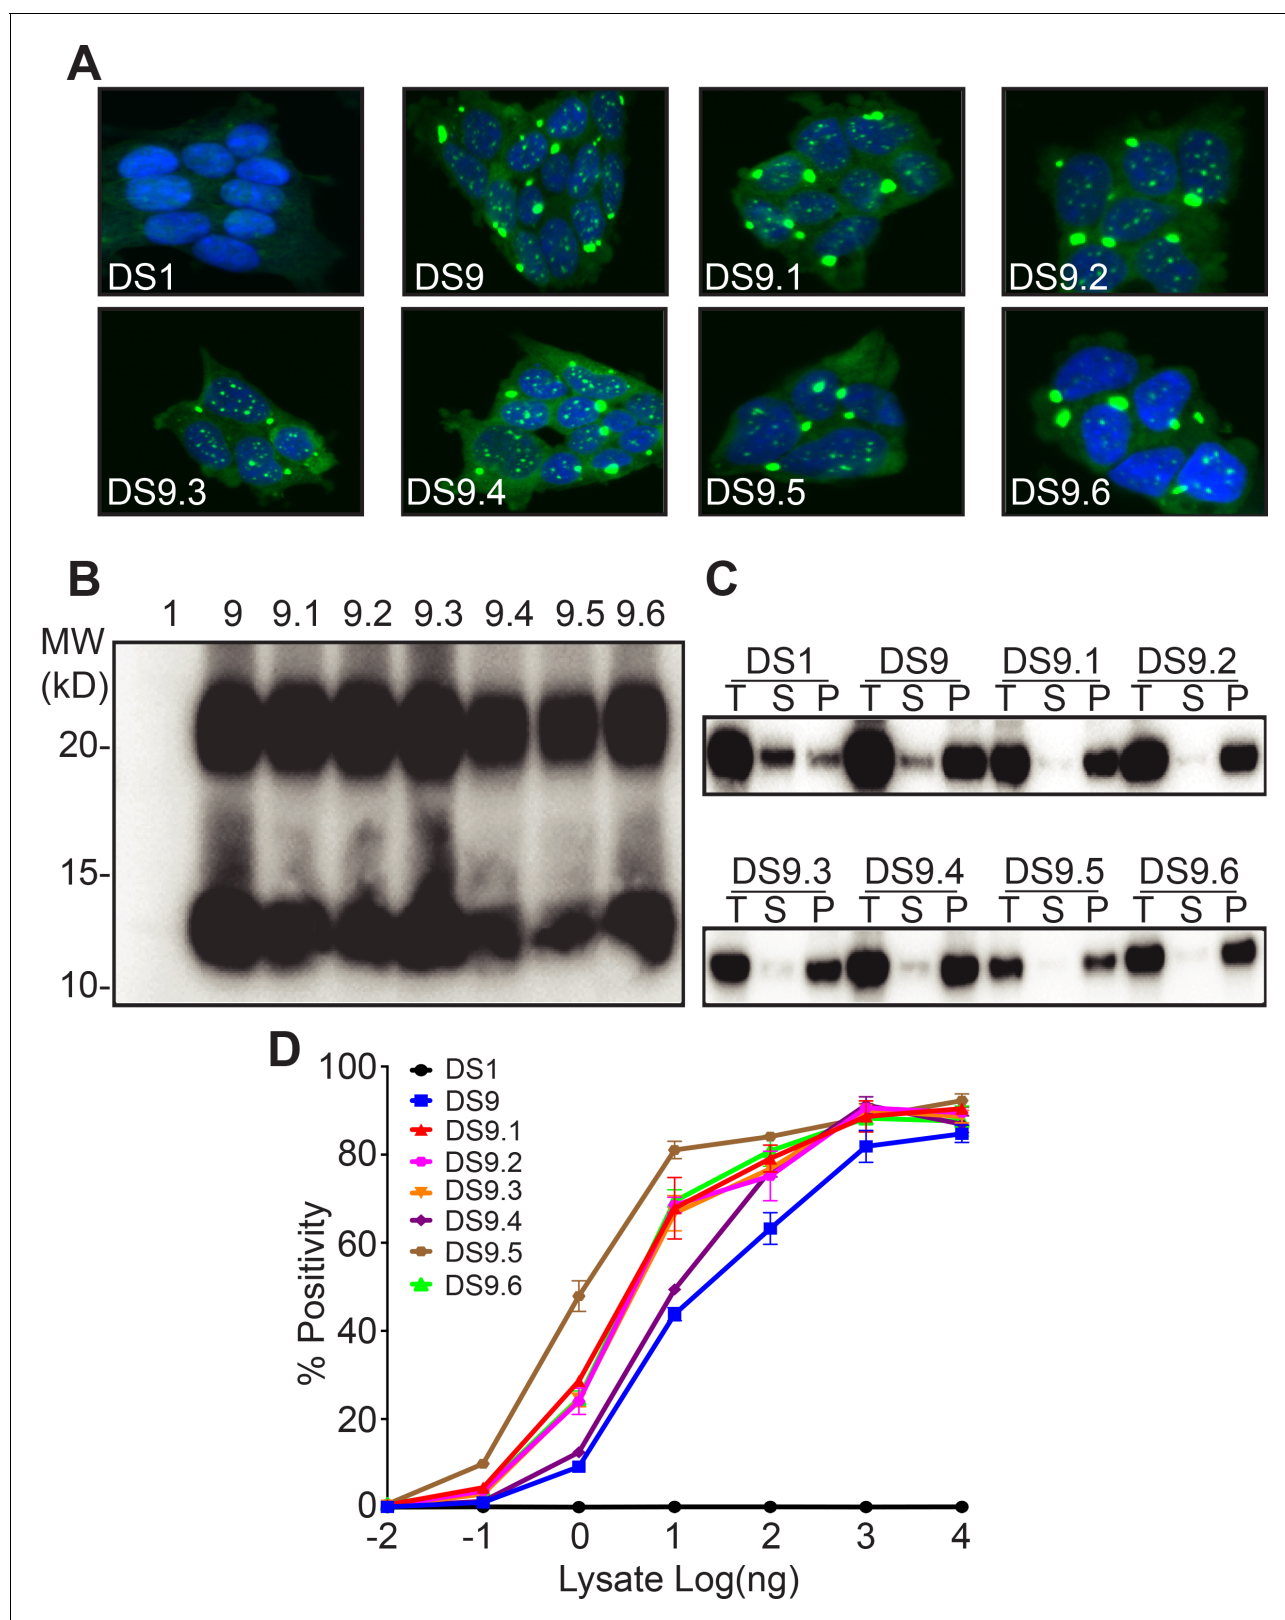 A
DS1
DS9
DS9.1
DS9.2
DS9.3
DS9.4
DS9.5
DS9.6
B
1 9 9.1 9.2 9.3 9.4 9.5 9.6
MW
(kD)
20-
15-
10-
C
DS1 DS9 DS9.1 DS9.2
T S P T S P T S P T S P
DS9.3 DS9.4 DS9.5 DS9.6
T S P T S P T S P T S P
D
100
80
60
40
20
0
% Positivity
DS1
DS9
DS9.1
DS9.2
DS9.3
DS9.4
DS9.5
DS9.6
-2 -1 0 1 2 3 4
Lysate Log(ng)